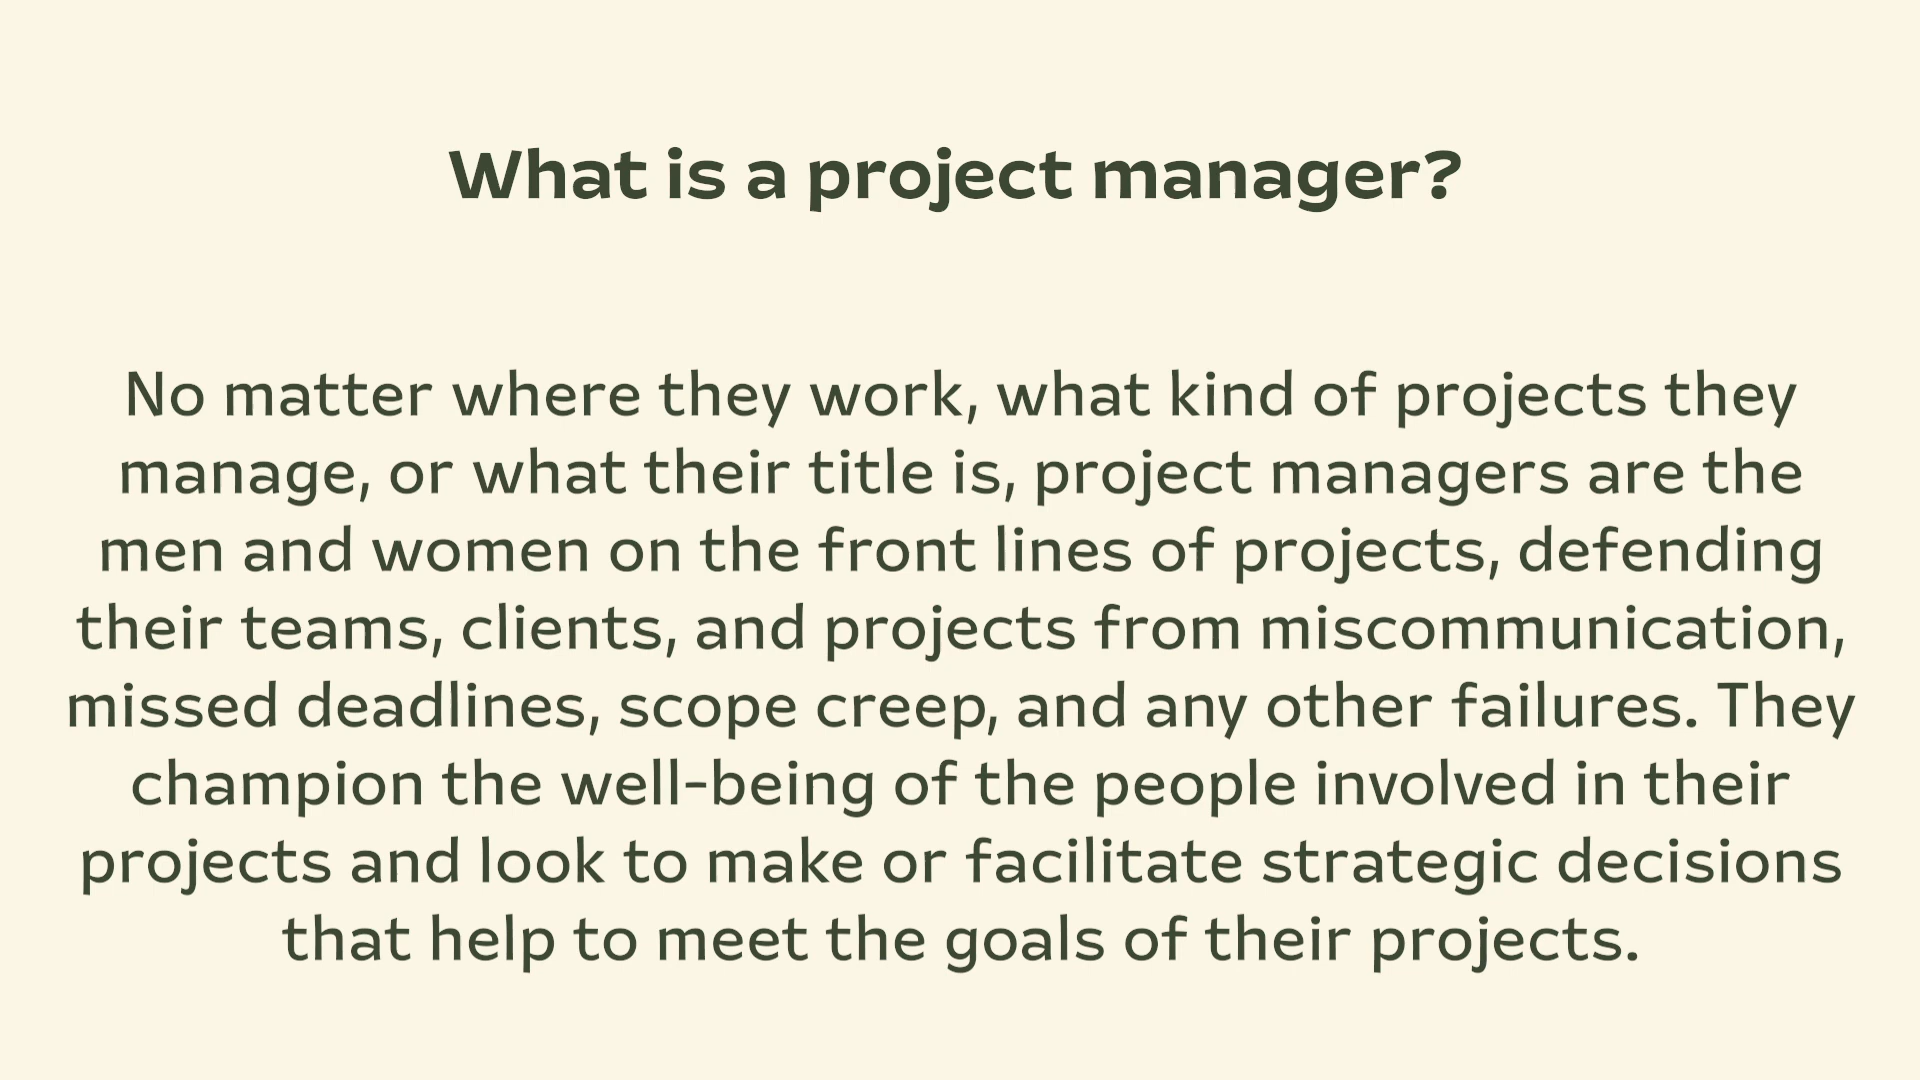 What is a project manager?
No matter where they work, what kind of projects they
manage, or what their title is, project managers are the
men and women on the front lines of projects, defending
their teams, clients, and projects from miscommunication,
missed deadlines, scope creep, and any other failures. They
champion the well-being of the people involved in their
projects and look to make or facilitate strategic decisions
that help to meet the goals of their projects.